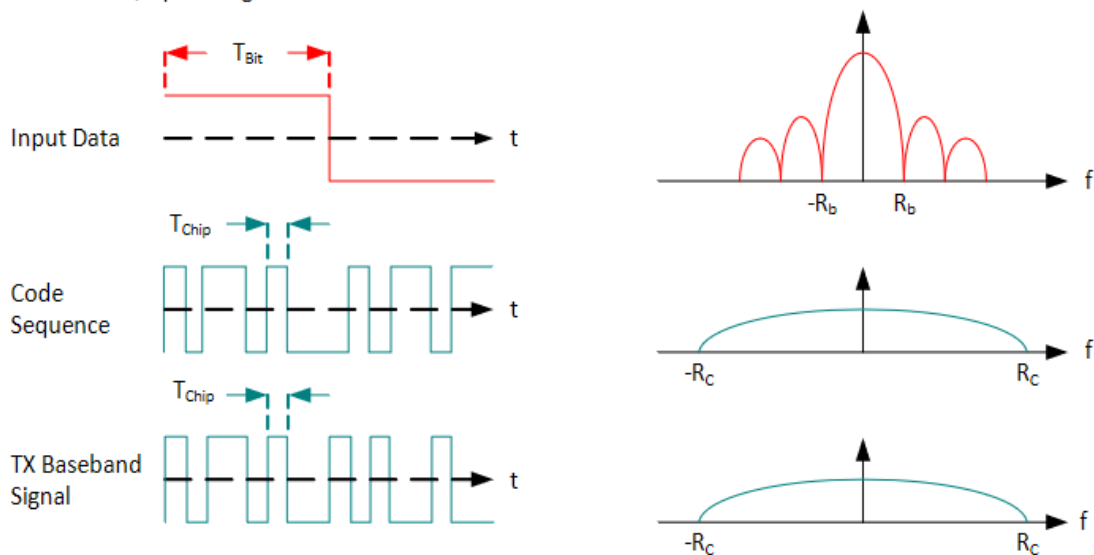 T_Bit
Input Data
t
-R_b
R_b
f
T_Chip
Code
Sequence
t
-R_C
R_C
f
T_Chip
TX Baseband
Signal
t
-R_C
R_C
f